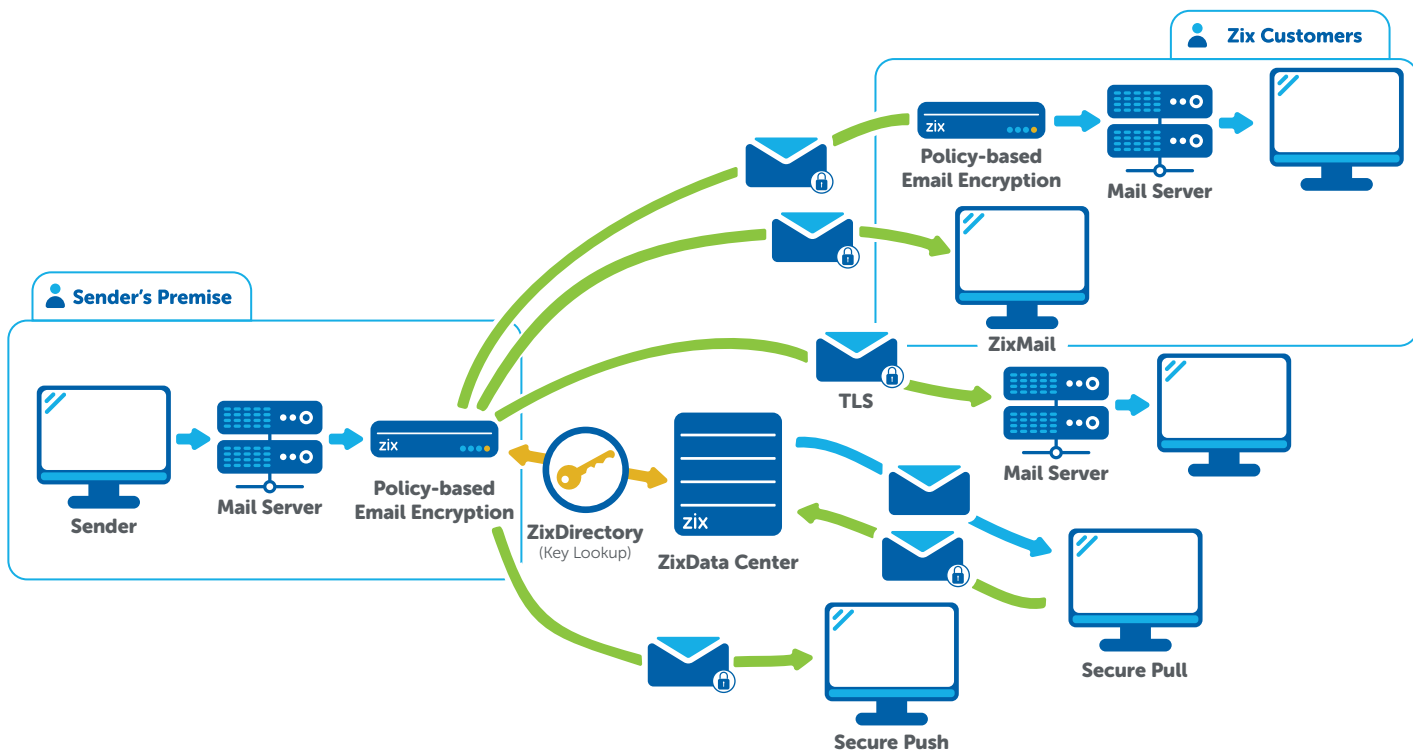 Zix Customers
zix
Policy-based
Email Encryption
Mail Server
Sender's Premise
ZixMail
TLS
Sender
Mail Server
zix
Policy-based
Email Encryption
ZixDirectory
(Key Lookup)
zix
ZixData Center
Mail Server
Secure Pull
Secure Push